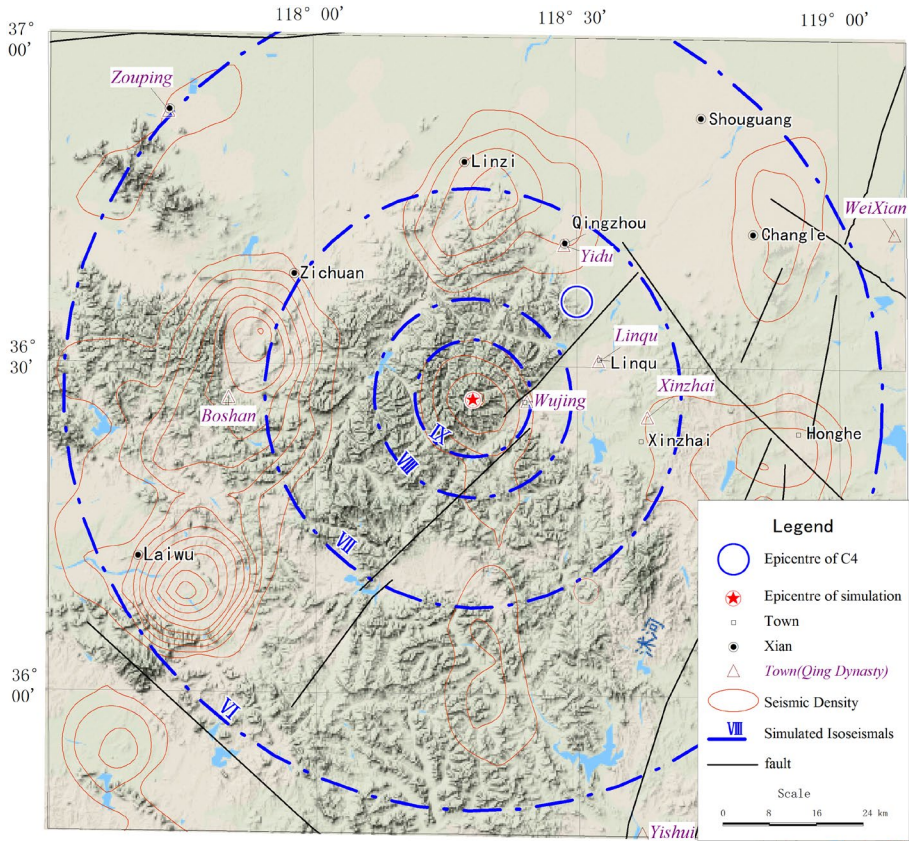 118° 00′
118° 30′
119° 00′
37°
00′
Zouping
Shouguang
Linzi
Qingzhou
WeiXian
Changle
Yidu
Zichuan
36°
30′
Linqu
Linqu
Xinzhai
Boshan
Wujing
Honghe
Xinzhai
IX
VIII
VII
Laiwu
沭河
36°
00′
VI
Yishui
Legend
Epicentre of C4
Epicentre of simulation
Town
Xian
Town(Qing Dynasty)
Seismic Density
VIII Simulated Isoseismals
fault
Scale
0 8 16 24 km